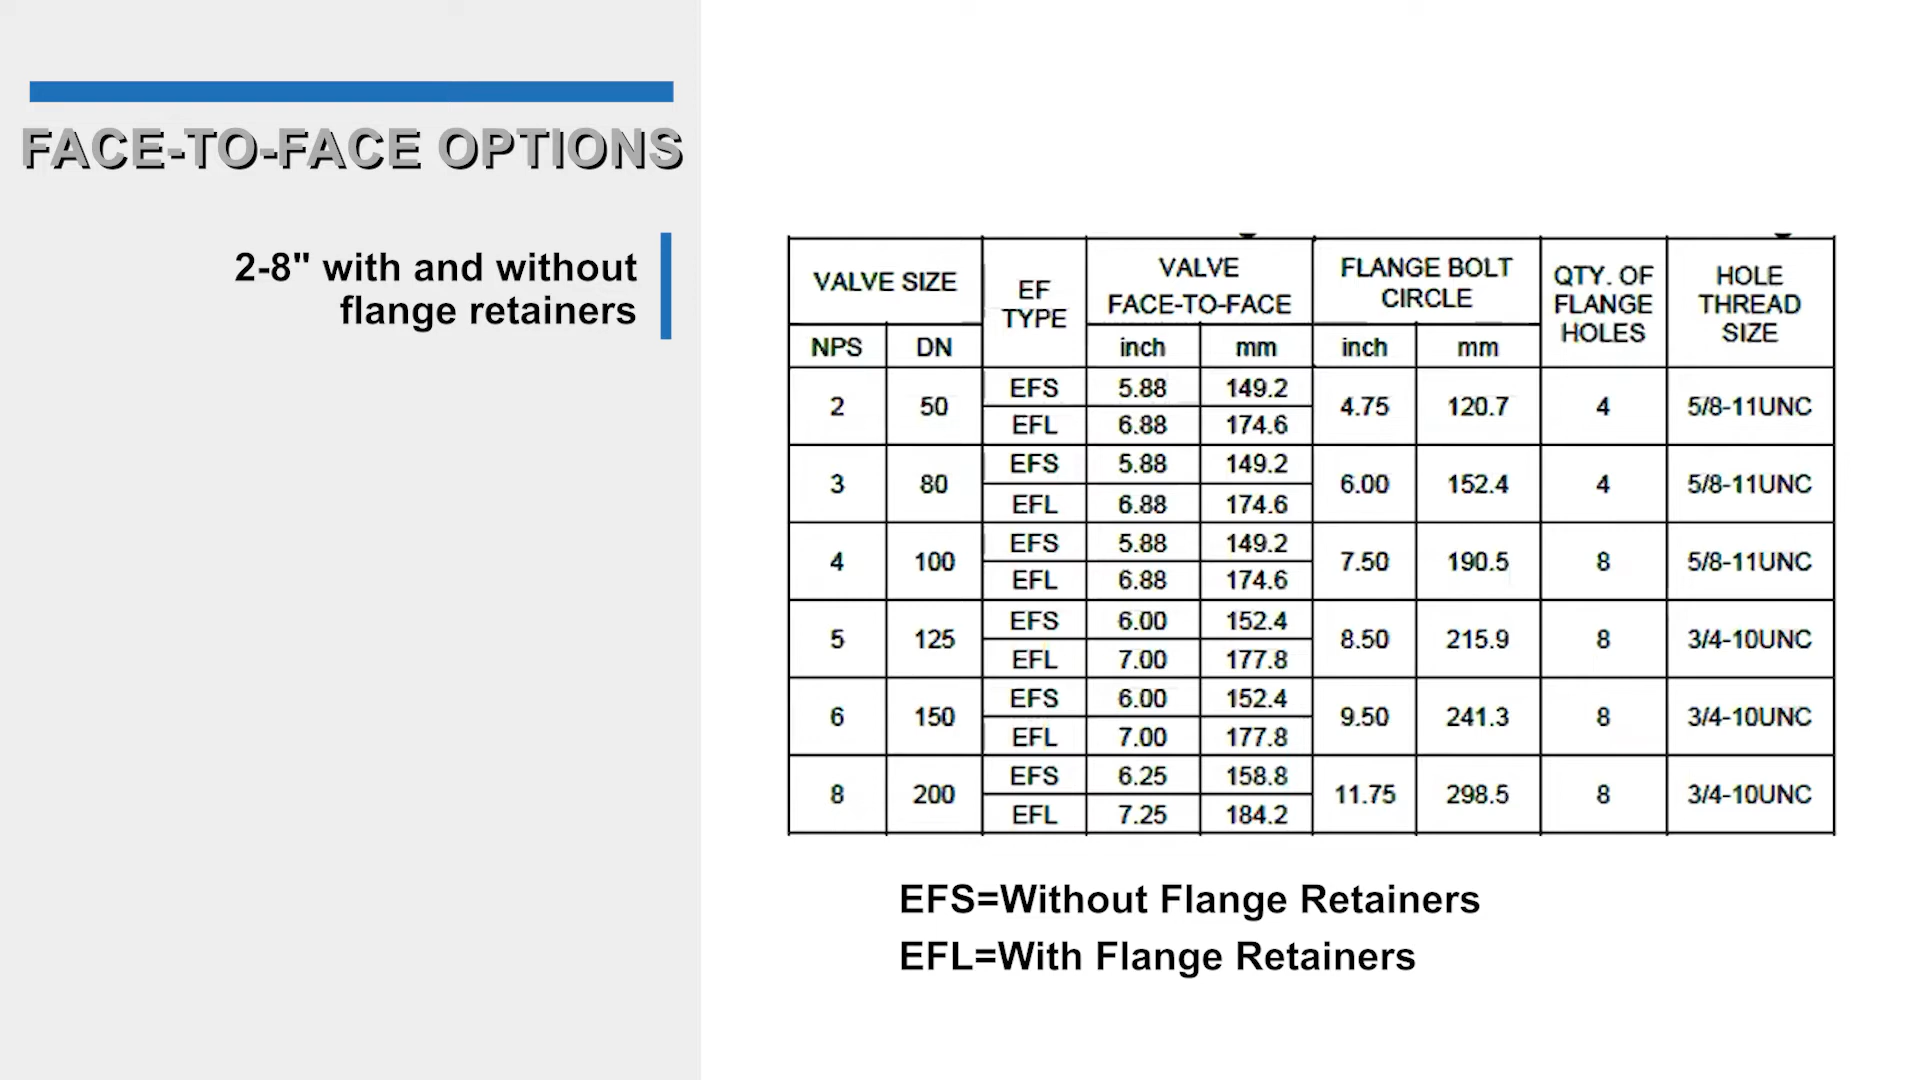 FACE-TO-FACE OPTIONS
2-8" with and without
flange retainers
VALVE SIZE
EF
TYPE
VALVE
FACE-TO-FACE
FLANGE BOLT
CIRCLE
QTY. OF
FLANGE
HOLES
HOLE
THREAD
SIZE
NPS DN inch mm inch mm
2 50 EFS 5.88 149.2 4.75 120.7 4 5/8-11UNC
EFL 6.88 174.6
3 80 EFS 5.88 149.2 6.00 152.4 4 5/8-11UNC
EFL 6.88 174.6
4 100 EFS 5.88 149.2 7.50 190.5 8 5/8-11UNC
EFL 6.88 174.6
5 125 EFS 6.00 152.4 8.50 215.9 8 3/4-10UNC
EFL 7.00 177.8
6 150 EFS 6.00 152.4 9.50 241.3 8 3/4-10UNC
EFL 7.00 177.8
8 200 EFS 6.25 158.8 11.75 298.5 8 3/4-10UNC
EFL 7.25 184.2
EFS=Without Flange Retainers
EFL=With Flange Retainers